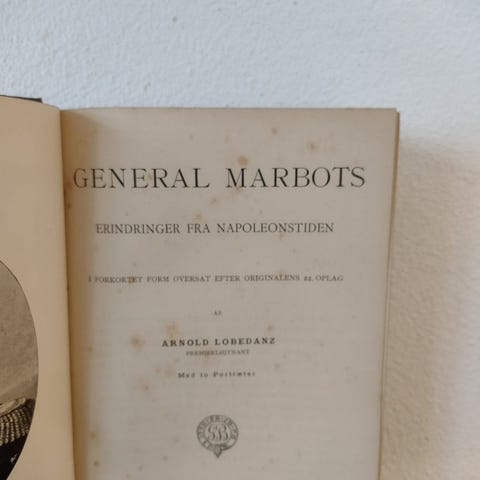 GENERAL MARBOTS
ERINDRINGER FRA NAPOLEONSTIDEN
I FORKORTET FORM OVERSAT EFTER ORIGINALENS 22. OPLAG
AF
ARNOLD LOBEDANZ
PREMIERLØJTNANT
Med to Portræter